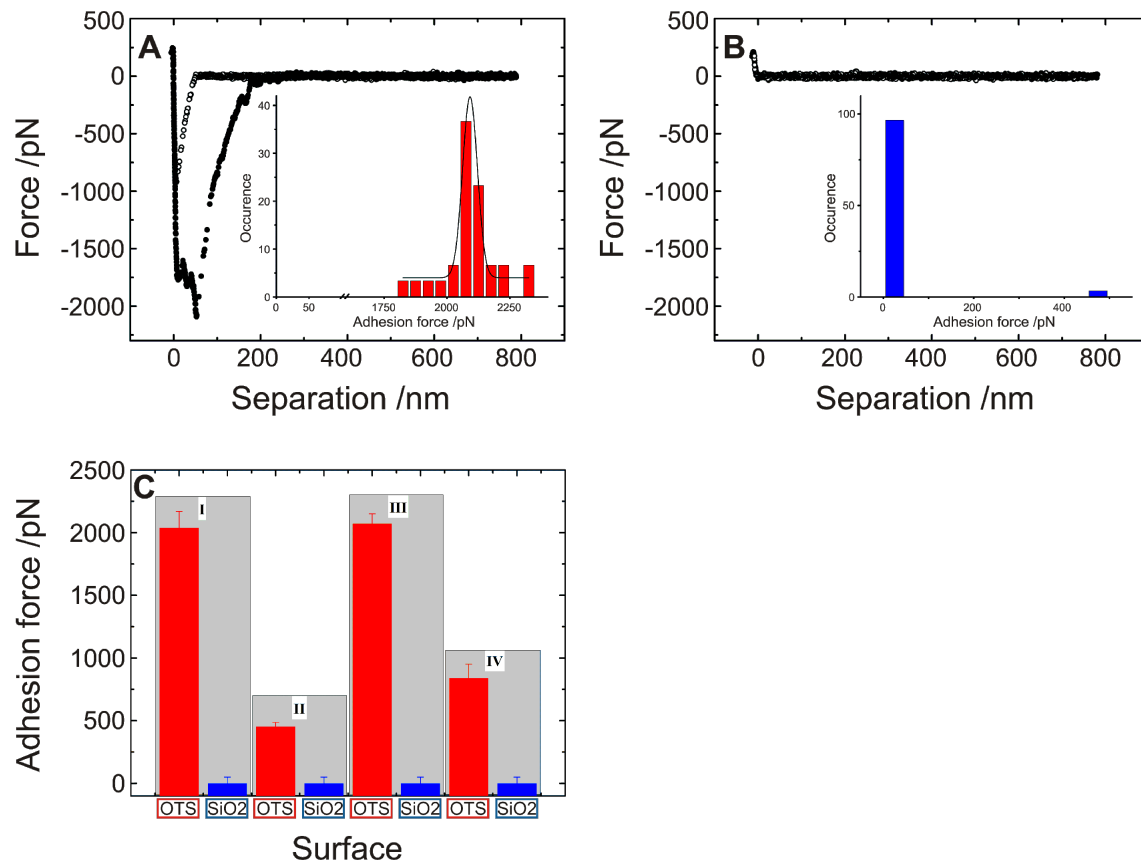 A
500
0
-500
-1000
-1500
-2000
Force /pN
0 200 400 600 800
Separation /nm
40
30
20
10
0
Occurence
0 50 1750 2000 2250
Adhesion force /pN
B
500
0
-500
-1000
-1500
-2000
Force /pN
0 200 400 600 800
Separation /nm
100
50
0
Occurence
0 200 400
Adhesion force /pN
C
2500
2000
1500
1000
500
0
Adhesion force /pN
I
II
III
IV
OTS SiO2 OTS SiO2 OTS SiO2 OTS SiO2
Surface